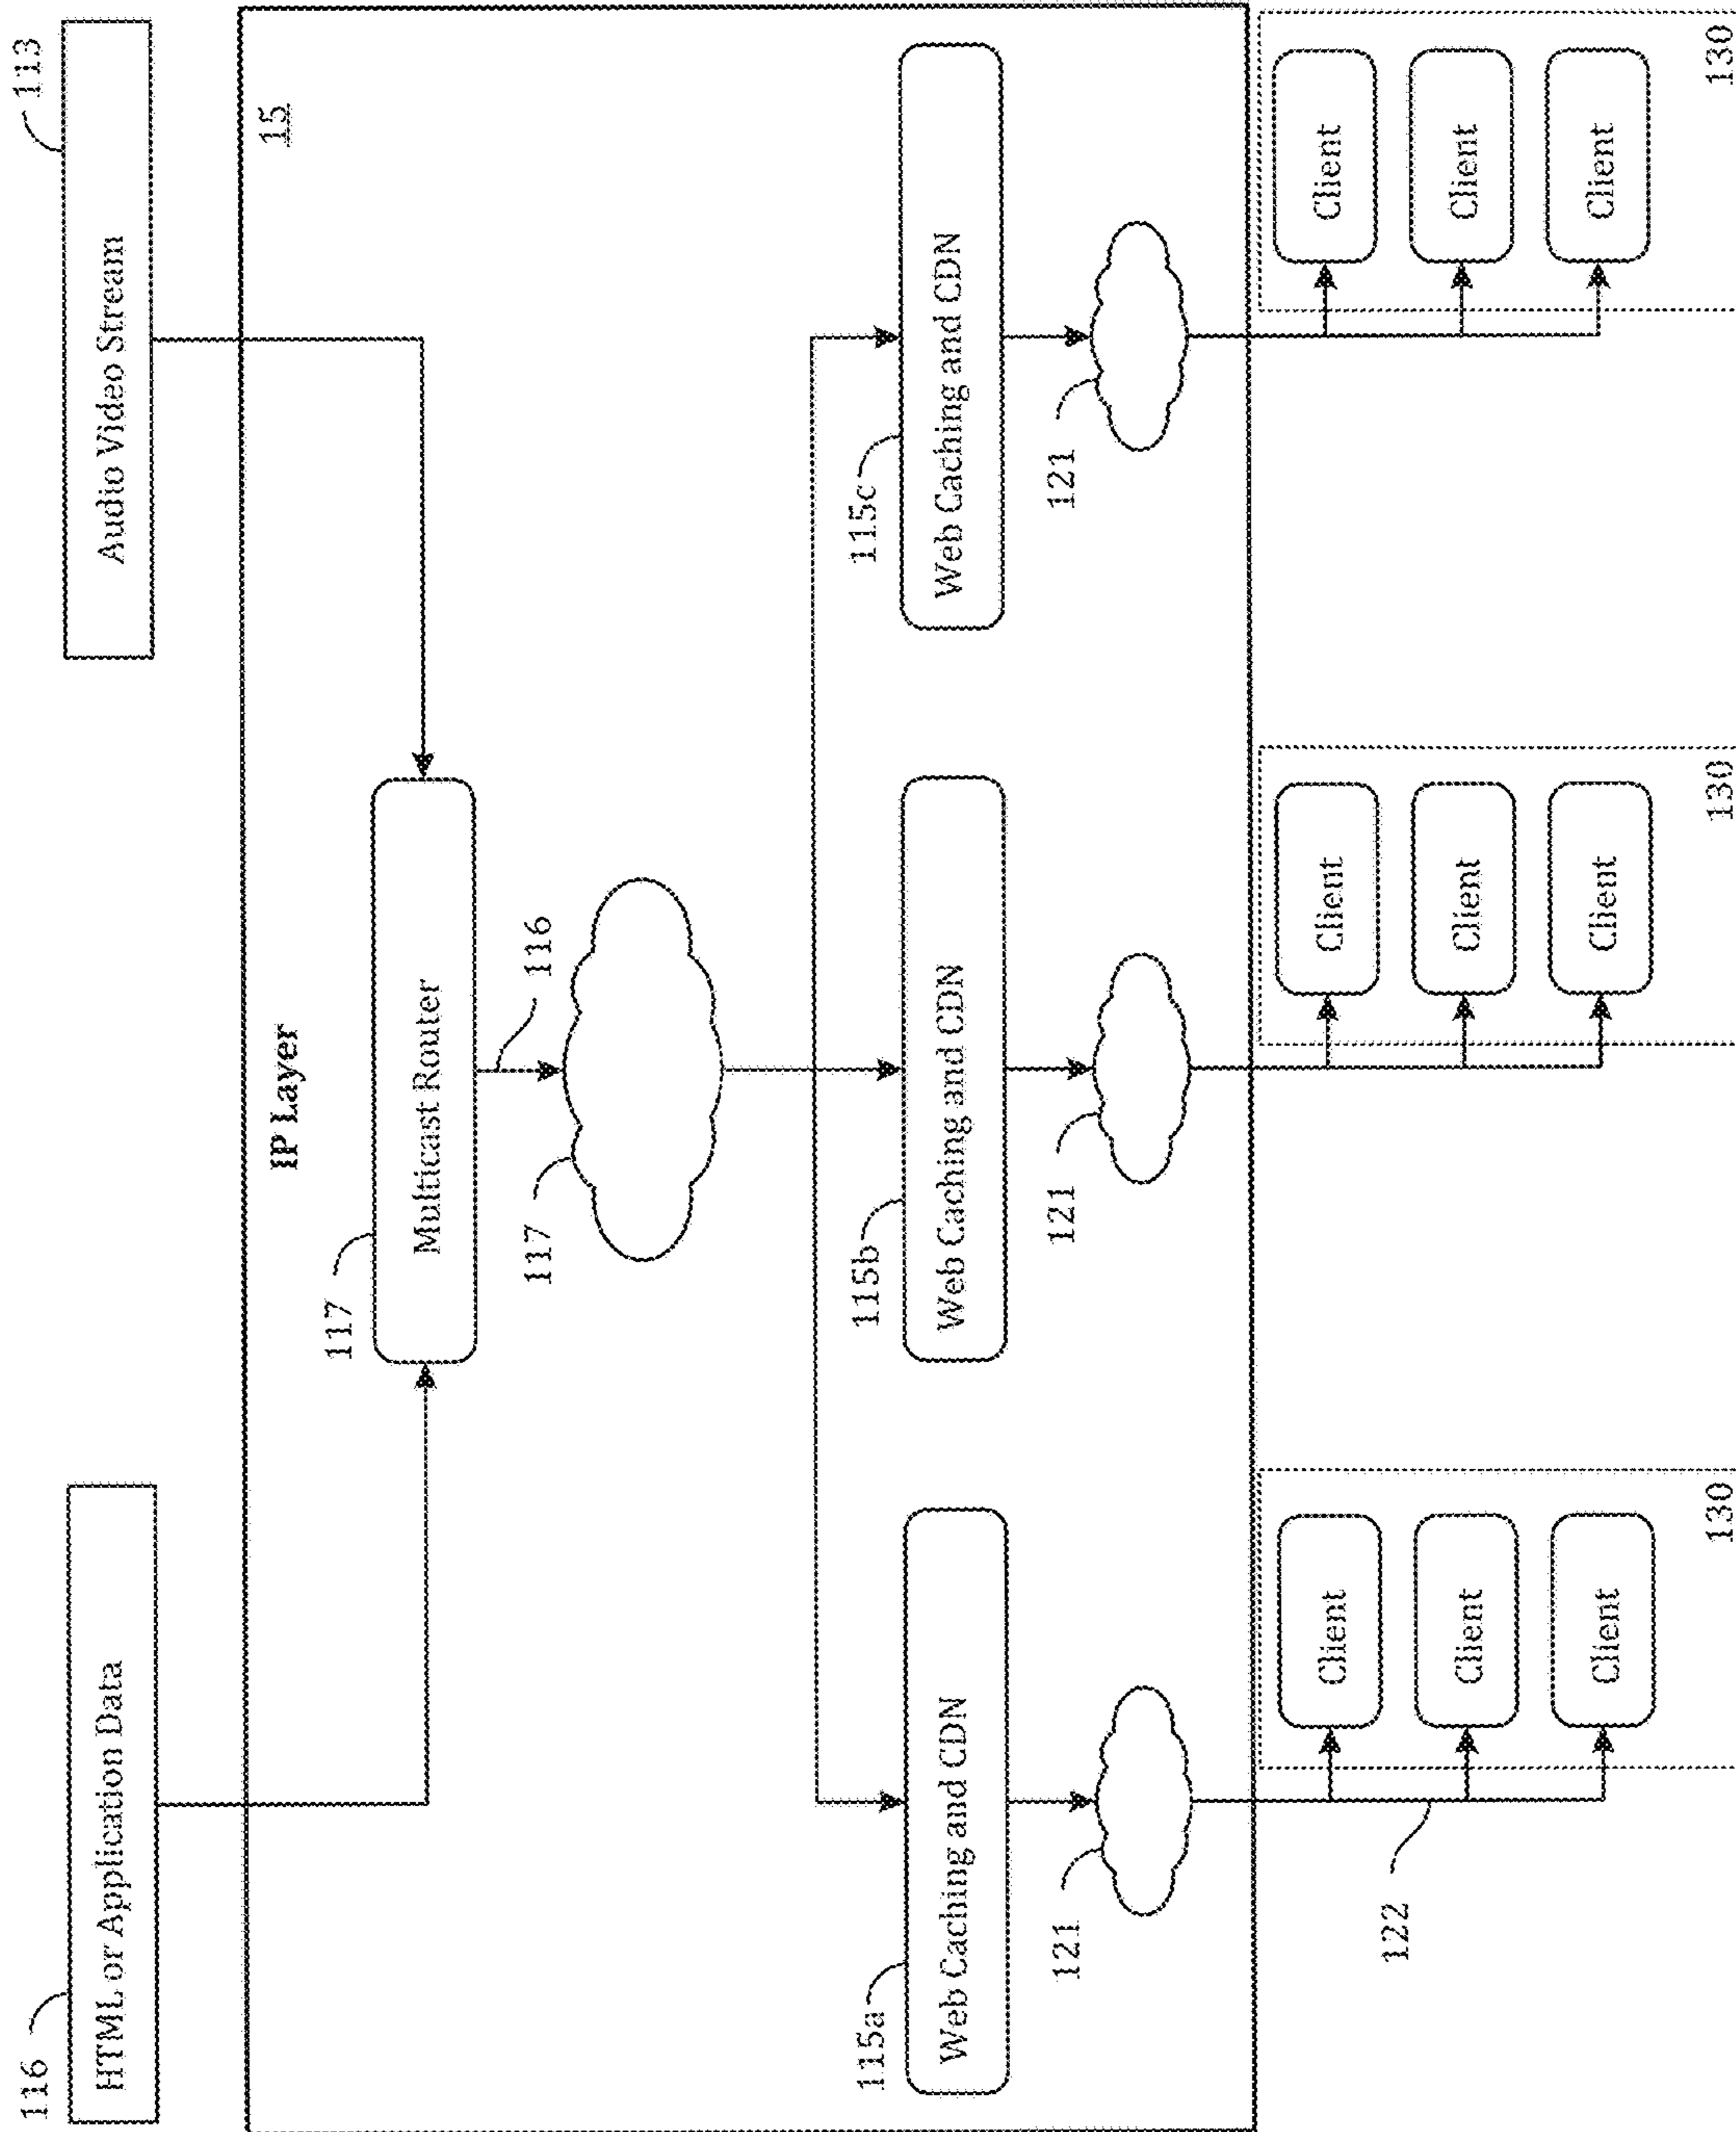 116
HTML or Application Data
113
Audio Video Stream
15
IP Layer
117
Multicast Router
116
117
115a
Web Caching and CDN
115b
Web Caching and CDN
115c
Web Caching and CDN
121
121
121
122
Client
Client
Client
130
Client
Client
Client
130
Client
Client
Client
130